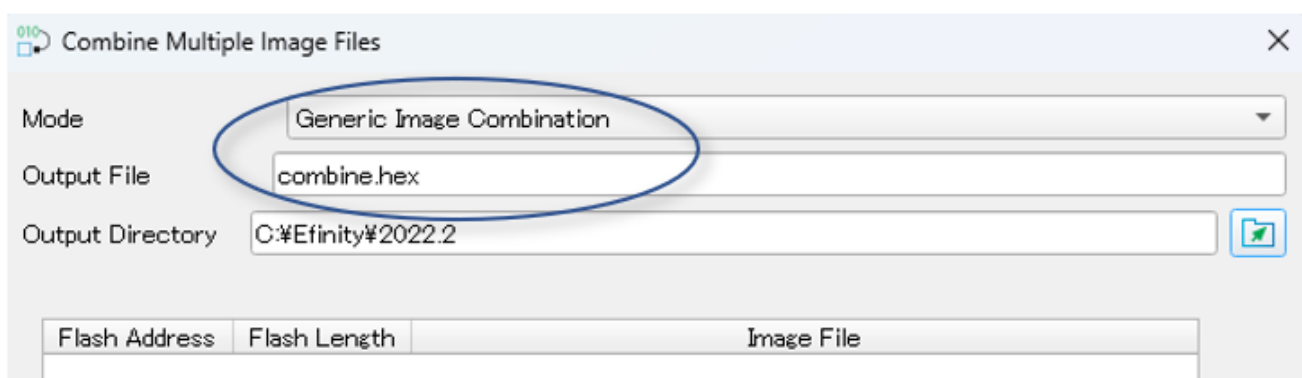 010
Combine Multiple Image Files
Mode Generic Image Combination
Output File combine.hex
Output Directory C:¥Efinity¥2022.2
Flash Address Flash Length Image File